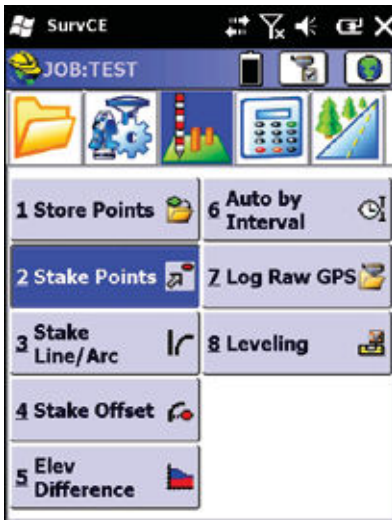 SurvCE
JOB:TEST
1 Store Points
6 Auto by
Interval
2 Stake Points
7 Log Raw GPS
3 Stake
Line/Arc
8 Leveling
4 Stake Offset
5 Elev
Difference